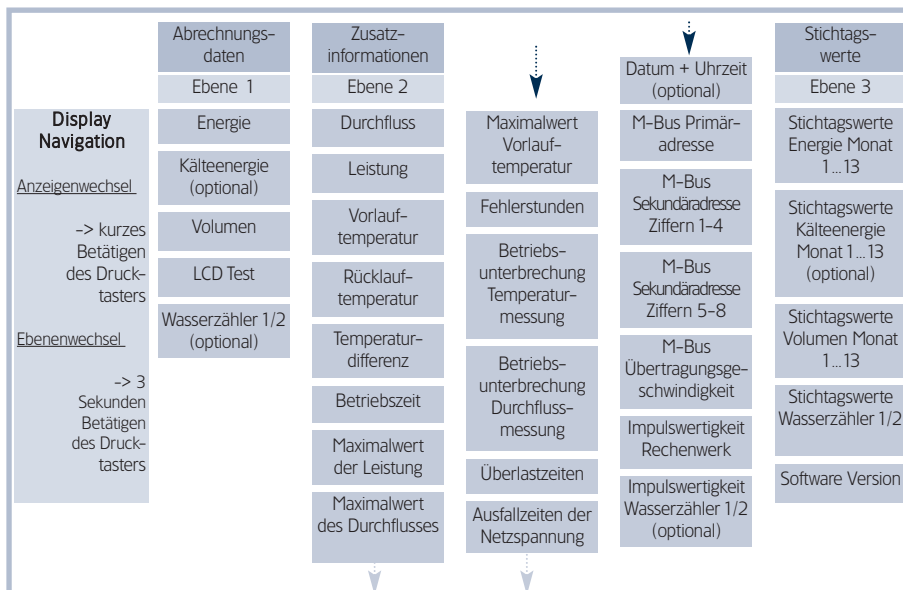 Display
Navigation
Anzeigenwechsel
-> kurzes
Betätigen
des Druck-
tasters
Ebenenwechsel
-> 3
Sekunden
Betätigen
des Druck-
tasters
Abrechnungs-
daten
Ebene 1
Energie
Kälteenergie
(optional)
Volumen
LCD Test
Wasserzähler 1/2
(optional)
Zusatz-
informationen
Ebene 2
Durchfluss
Leistung
Vorlauf-
temperatur
Rücklauf-
temperatur
Temperatur-
differenz
Betriebszeit
Maximalwert
der Leistung
Maximalwert
des Durchflusses
Maximalwert
Vorlauf-
temperatur
Fehlerstunden
Betriebs-
unterbrechung
Temperatur-
messung
Betriebs-
unterbrechung
Durchfluss-
messung
Überlastzeiten
Ausfallzeiten der
Netzspannung
Datum + Uhrzeit
(optional)
M-Bus Primär-
adresse
M-Bus
Sekundäradresse
Ziffern 1-4
M-Bus
Sekundäradresse
Ziffern 5-8
M-Bus
Übertragungsge-
schwindigkeit
Impulswertigkeit
Rechenwerk
Impulswertigkeit
Wasserzähler 1/2
(optional)
Stichtags-
werte
Ebene 3
Stichtagswerte
Energie Monat
1...13
Stichtagswerte
Kälteenergie
Monat 1...13
(optional)
Stichtagswerte
Volumen Monat
1...13
Stichtagswerte
Wasserzähler 1/2
Software Version